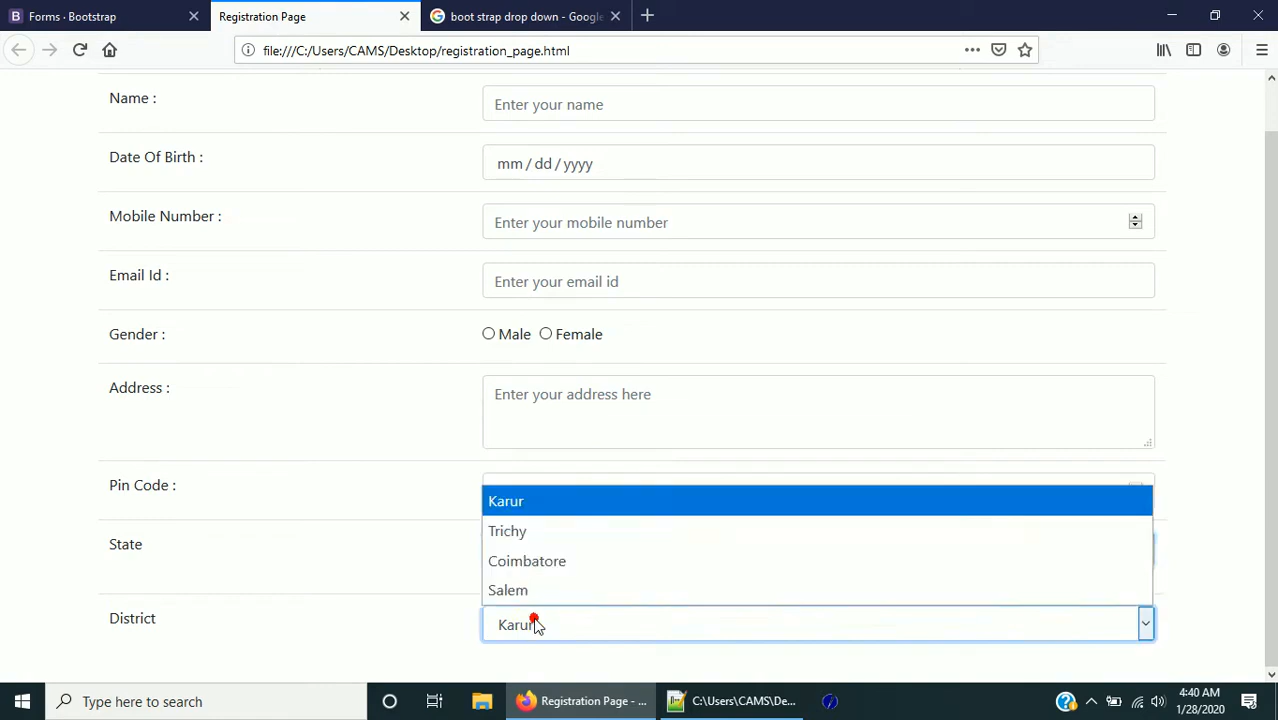 Forms · Bootstrap
Registration Page
boot strap drop down - Google
file:///C:/Users/CAMS/Desktop/registration_page.html
Name :
Enter your name
Date Of Birth :
mm / dd / yyyy
Mobile Number :
Enter your mobile number
Email Id :
Enter your email id
Gender :
Male
Female
Address :
Enter your address here
Pin Code :
Karur
Trichy
State
Coimbatore
Salem
District
Karur
Type here to search
Registration Page - ...
C:\Users\CAMS\De...
4:40 AM
1/28/2020